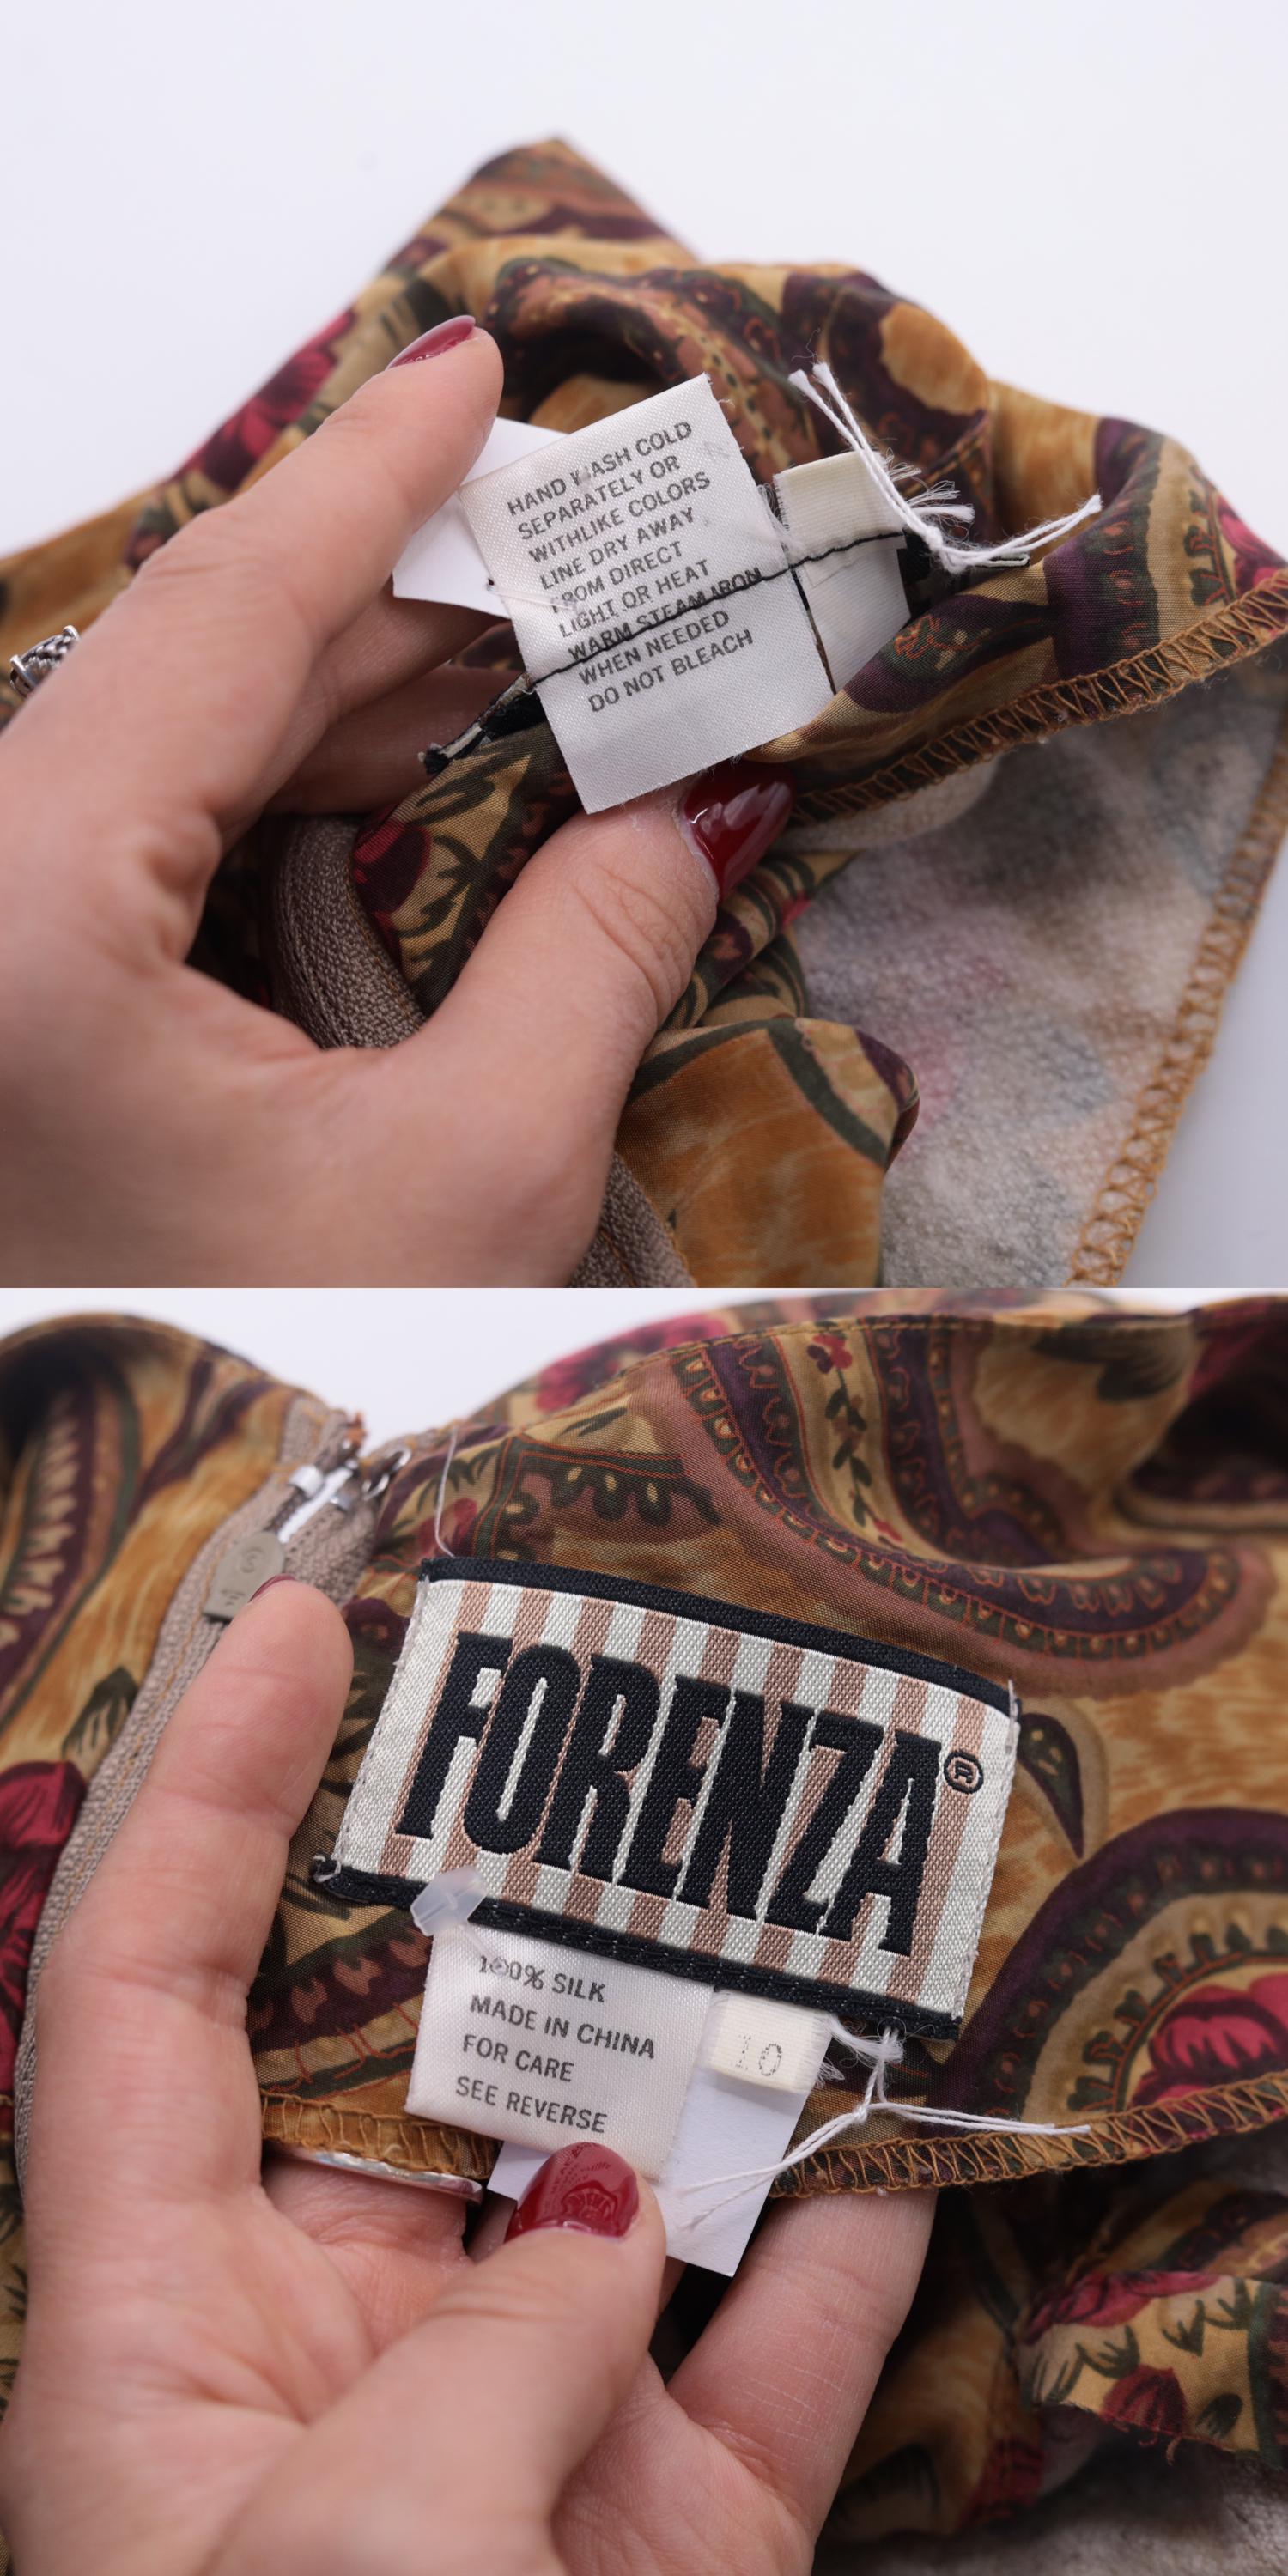 HAND WASH COLD
SEPARATELY OR
WITHLIKE COLORS
LINE DRY AWAY
FROM DIRECT
LIGHT OR HEAT
WARM STEAM IRON
WHEN NEEDED
DO NOT BLEACH
FORENZA®
100% SILK
MADE IN CHINA
FOR CARE
SEE REVERSE
10